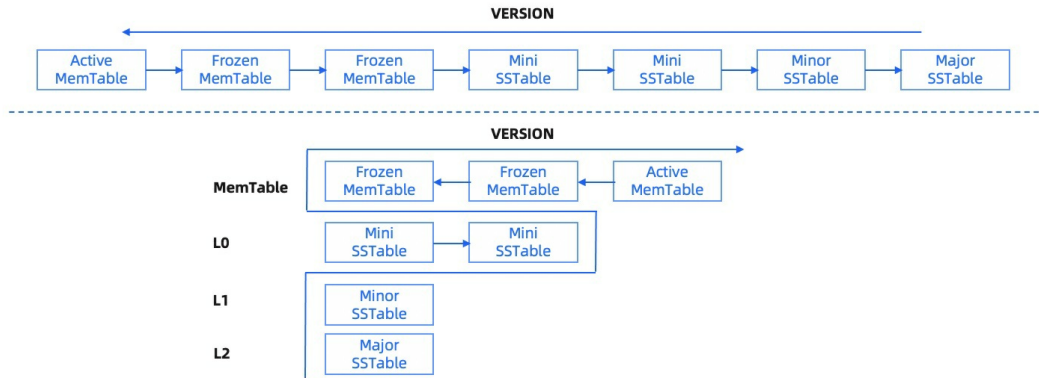 VERSION
Active
MemTable
Frozen
MemTable
Frozen
MemTable
Mini
SSTable
Mini
SSTable
Minor
SSTable
Major
SSTable
VERSION
MemTable
Frozen
MemTable
Frozen
MemTable
Active
MemTable
L0
Mini
SSTable
Mini
SSTable
L1
Minor
SSTable
L2
Major
SSTable